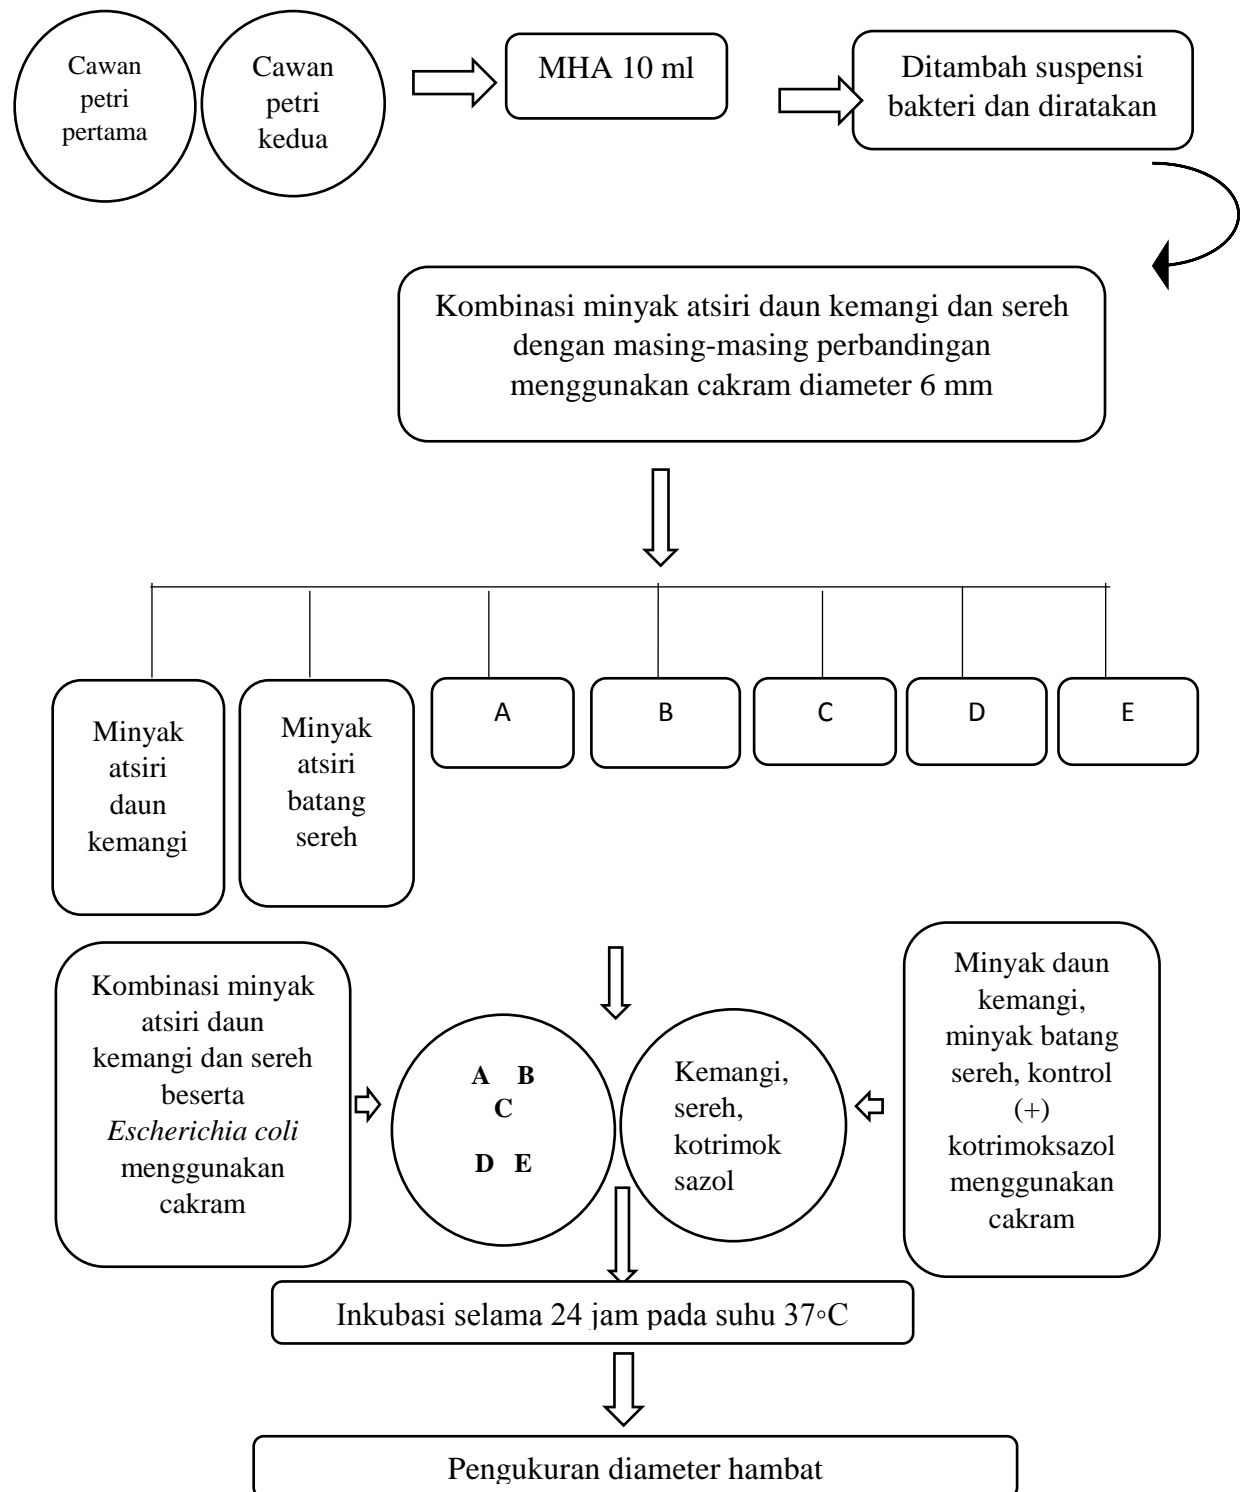 Cawan
petri
pertama
Cawan
petri
kedua
MHA 10 ml
Ditambah suspensi
bakteri dan diratakan
Kombinasi minyak atsiri daun kemangi dan sereh
dengan masing-masing perbandingan
menggunakan cakram diameter 6 mm
Minyak
atsiri
daun
kemangi
Minyak
atsiri
batang
sereh
A
B
C
D
E
Kombinasi minyak
atsiri daun
kemangi dan sereh
beserta
Escherichia coli
menggunakan
cakram
A B
C
D E
Kemangi,
sereh,
kotrimok
sazol
Minyak daun
kemangi,
minyak batang
sereh, kontrol
(+)
kotrimoksazol
menggunakan
cakram
Inkubasi selama 24 jam pada suhu 37◦C
Pengukuran diameter hambat